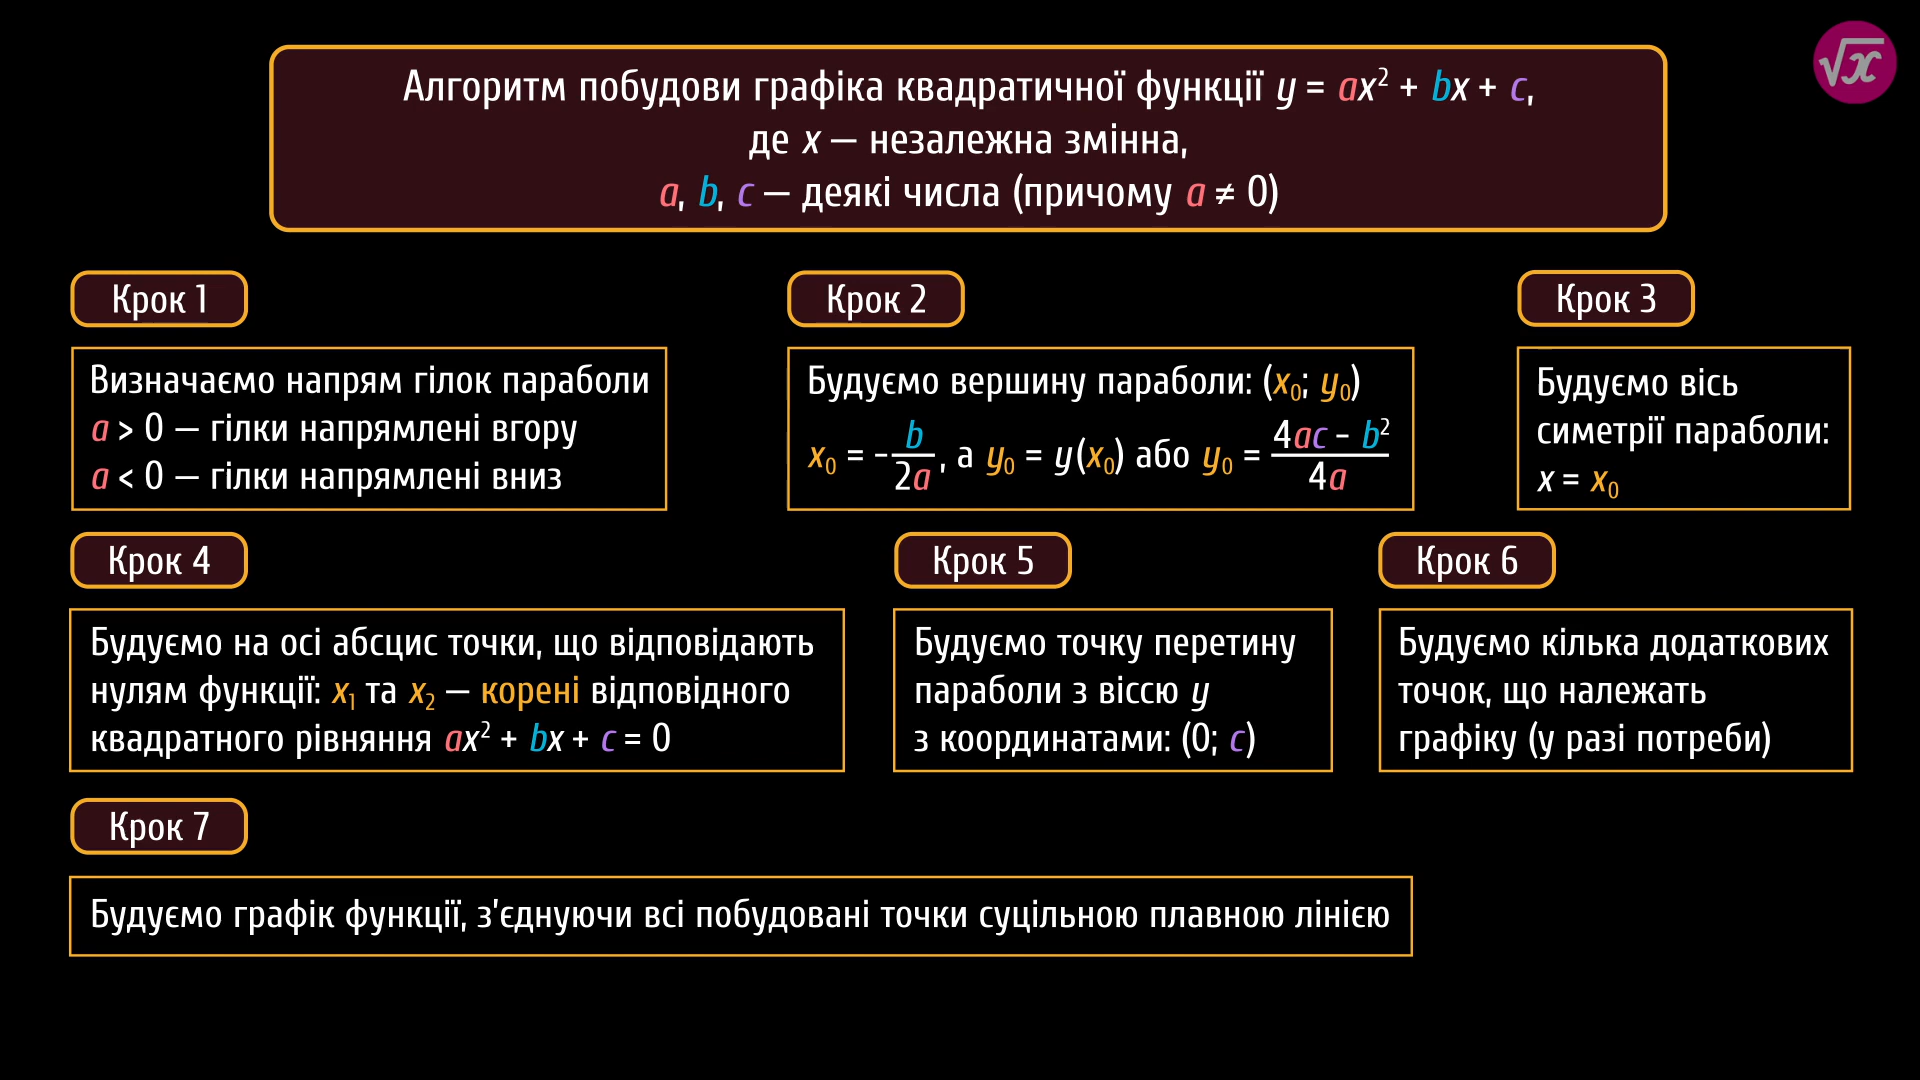 Алгоритм побудови графіка квадратичної функції y = ax² + bx + c,
де x — незалежна змінна,
a, b, c — деякі числа (причому a ≠ 0)
Крок 1
Визначаємо напрям гілок параболи
a > 0 — гілки напрямлені вгору
a < 0 — гілки напрямлені вниз
Крок 2
Будуємо вершину параболи: (x₀; y₀)
x₀ = -b/2a, а y₀ = y(x₀) або y₀ = (4ac - b²)/4a
Крок 3
Будуємо вісь
симетрії параболи:
x = x₀
Крок 4
Будуємо на осі абсцис точки, що відповідають
нулям функції: x₁ та x₂ — корені відповідного
квадратного рівняння ax² + bx + c = 0
Крок 5
Будуємо точку перетину
параболи з віссю y
з координатами: (0; c)
Крок 6
Будуємо кілька додаткових
точок, що належать
графіку (у разі потреби)
Крок 7
Будуємо графік функції, з'єднуючи всі побудовані точки суцільною плавною лінією
√x